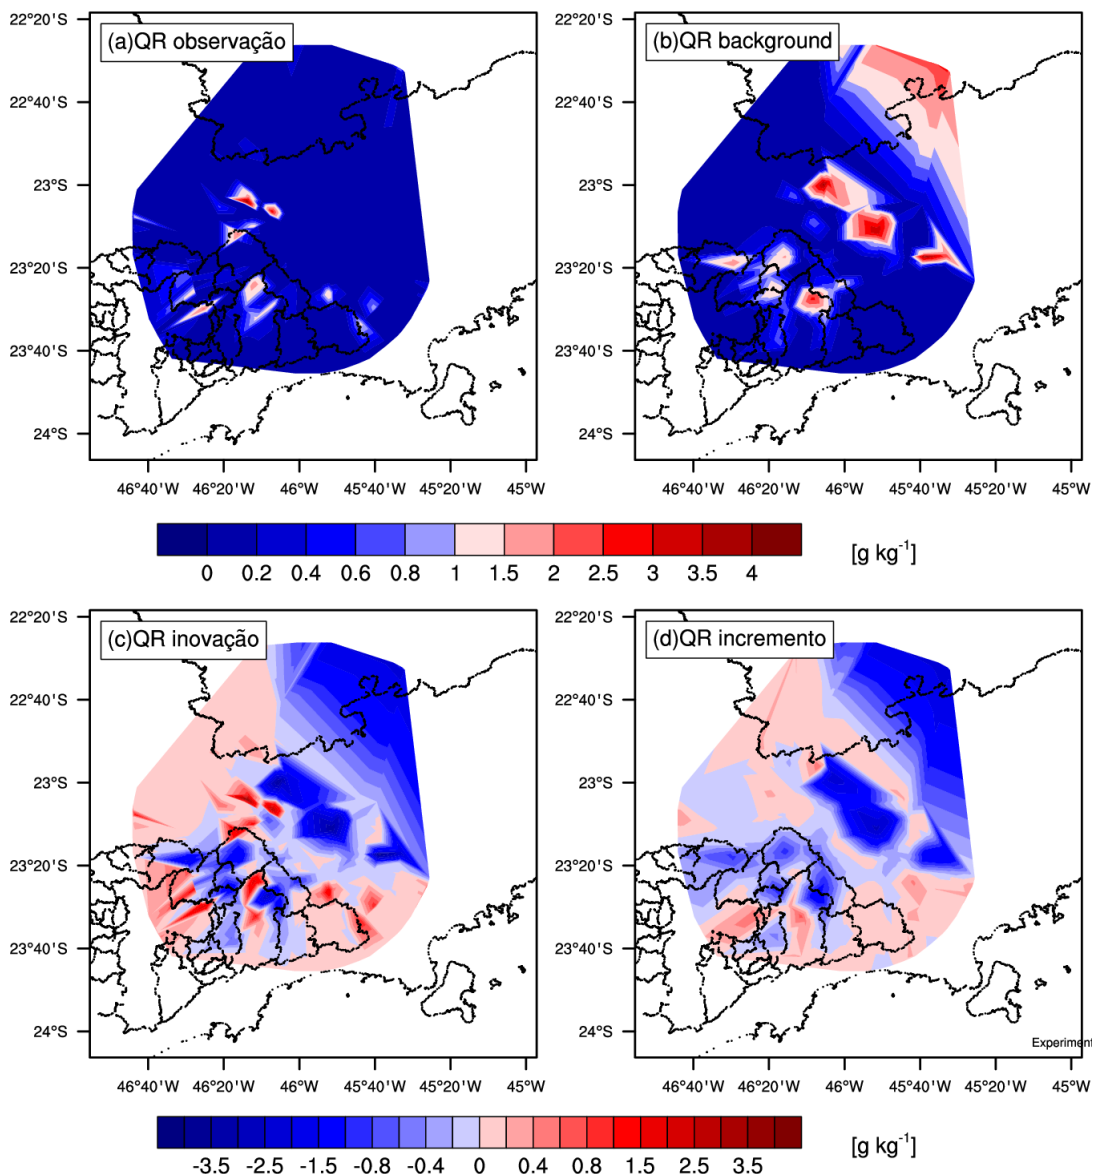 (a)QR observação
(b)QR background
22°20'S
22°40'S
23°S
23°20'S
23°40'S
24°S
22°20'S
22°40'S
23°S
23°20'S
23°40'S
24°S
46°40'W 46°20'W 46°W 45°40'W 45°20'W 45°W
46°40'W 46°20'W 46°W 45°40'W 45°20'W 45°W
0 0.2 0.4 0.6 0.8 1 1.5 2 2.5 3 3.5 4
[g kg⁻¹]
(c)QR inovação
(d)QR incremento
22°20'S
22°40'S
23°S
23°20'S
23°40'S
24°S
22°20'S
22°40'S
23°S
23°20'S
23°40'S
24°S
Experiment
46°40'W 46°20'W 46°W 45°40'W 45°20'W 45°W
46°40'W 46°20'W 46°W 45°40'W 45°20'W 45°W
-3.5 -2.5 -1.5 -0.8 -0.4 0 0.4 0.8 1.5 2.5 3.5
[g kg⁻¹]